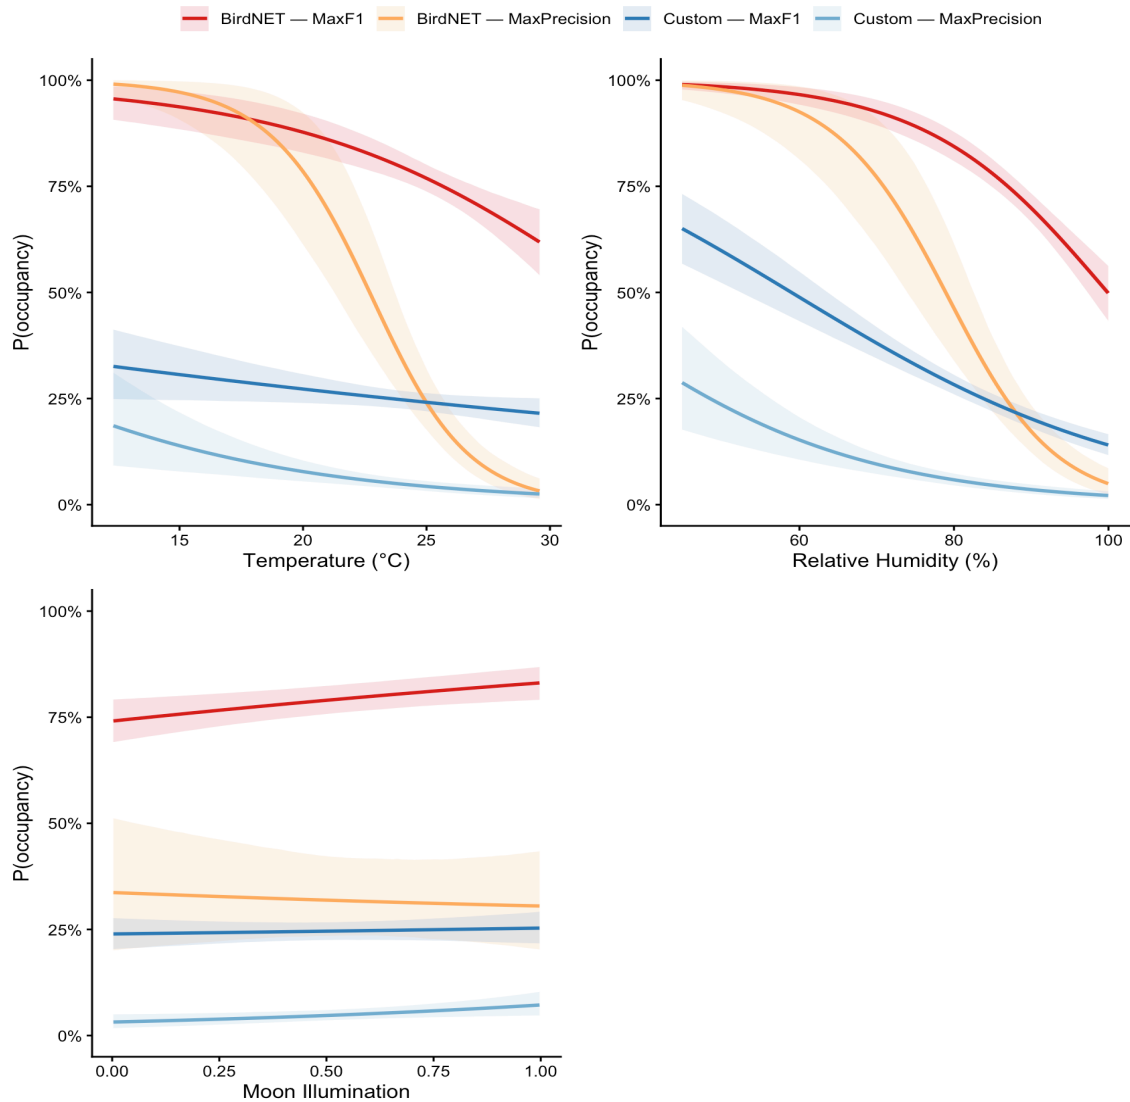 BirdNET — MaxF1 BirdNET — MaxPrecision Custom — MaxF1 Custom — MaxPrecision
100%
75%
50%
25%
0%
P(occupancy)
15 20 25 30
Temperature (°C)
100%
75%
50%
25%
0%
P(occupancy)
60 80 100
Relative Humidity (%)
100%
75%
50%
25%
0%
P(occupancy)
0.00 0.25 0.50 0.75 1.00
Moon Illumination